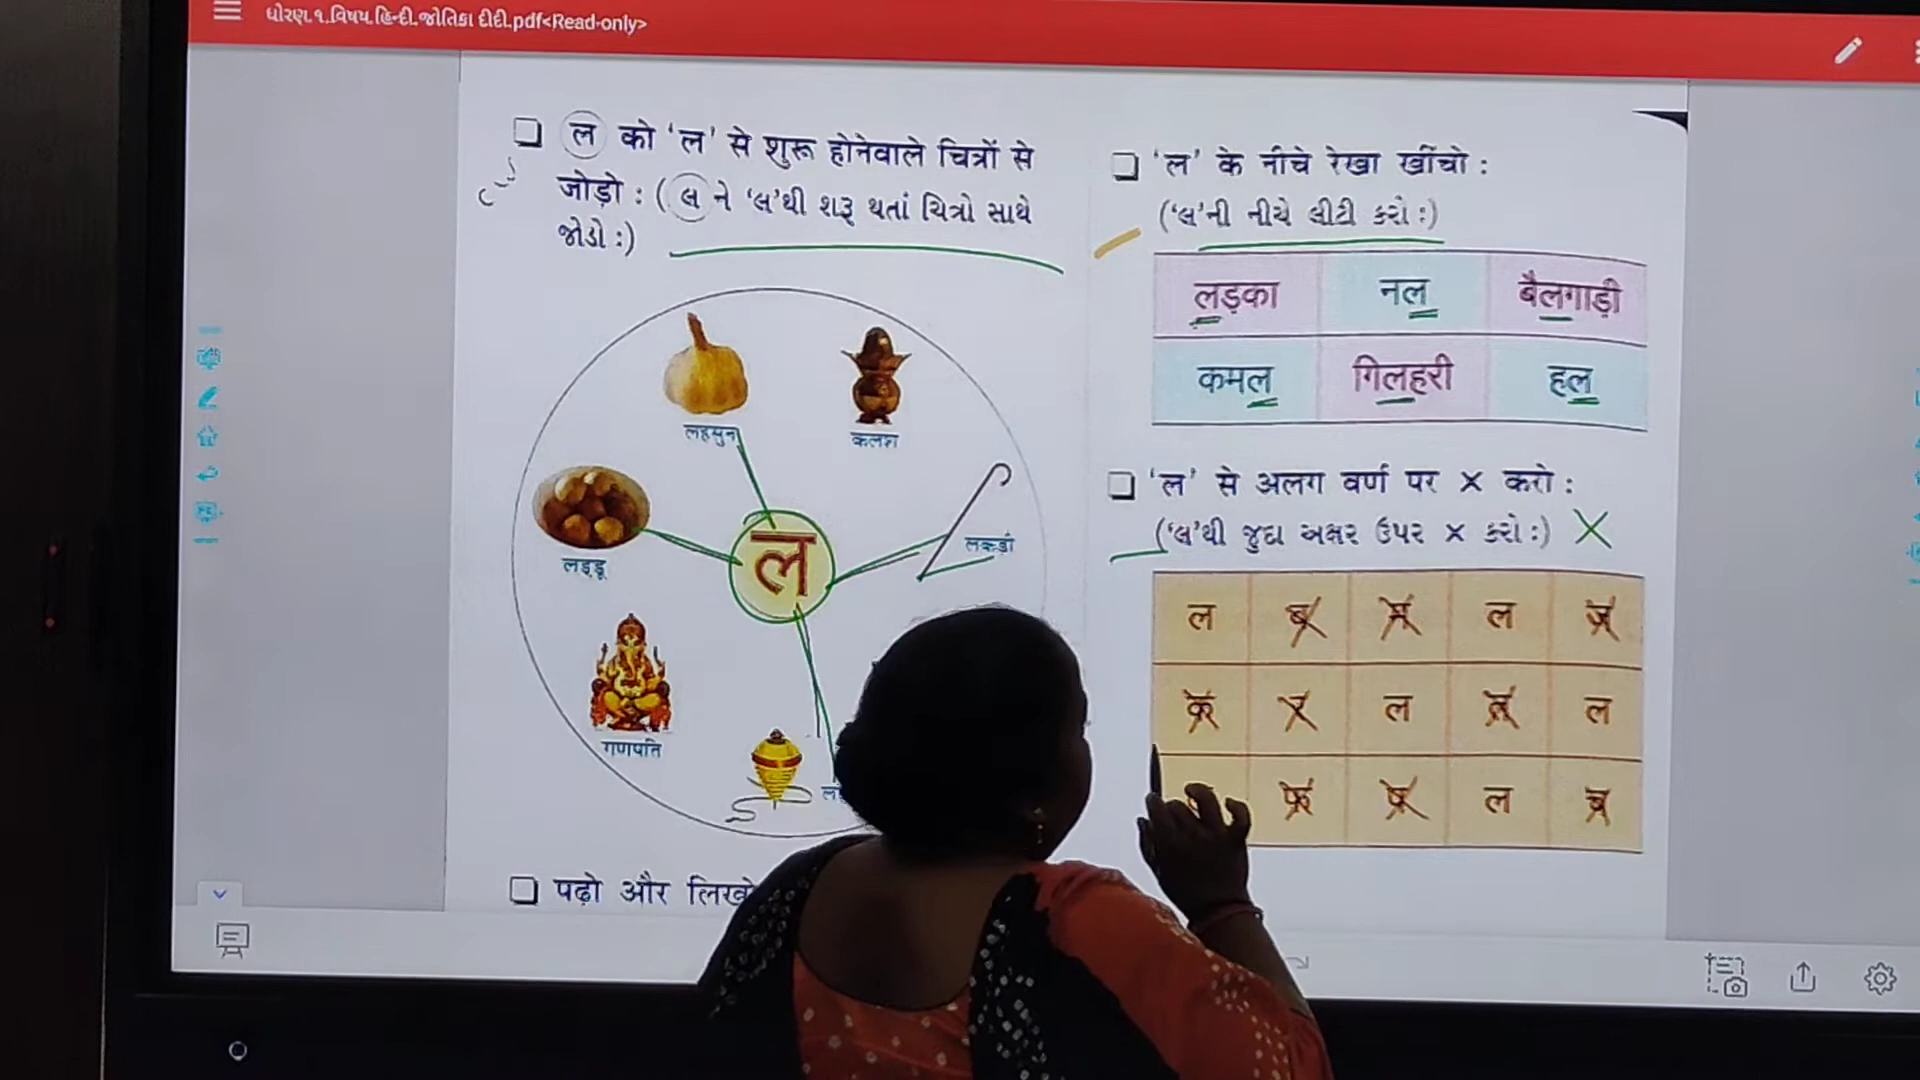 ધોરણ.૧.વિષય.હિન્દી.જોતિકા દીદી.pdf<Read-only>
ल को 'ल' से शुरू होनेवाले चित्रों से
जोड़ो : (લ ને 'લ'થી શરૂ થતાં ચિત્રો સાથે
જોડો :)
लहसुन
कलश
लड्डू
ल
लकड़ी
गणपति
पढ़ो और
'ल' के नीचे रेखा खींचो :
('લ'ની નીચે લીટી કરો :)
लड़का नल बैलगाड़ी
कमल गिलहरी हल
'ल' से अलग वर्ण पर × करो :
('લ'થી જુદા અક્ષર ઉપર × કરો :) X
ल ब म ल ज
क ल ल
फ ल